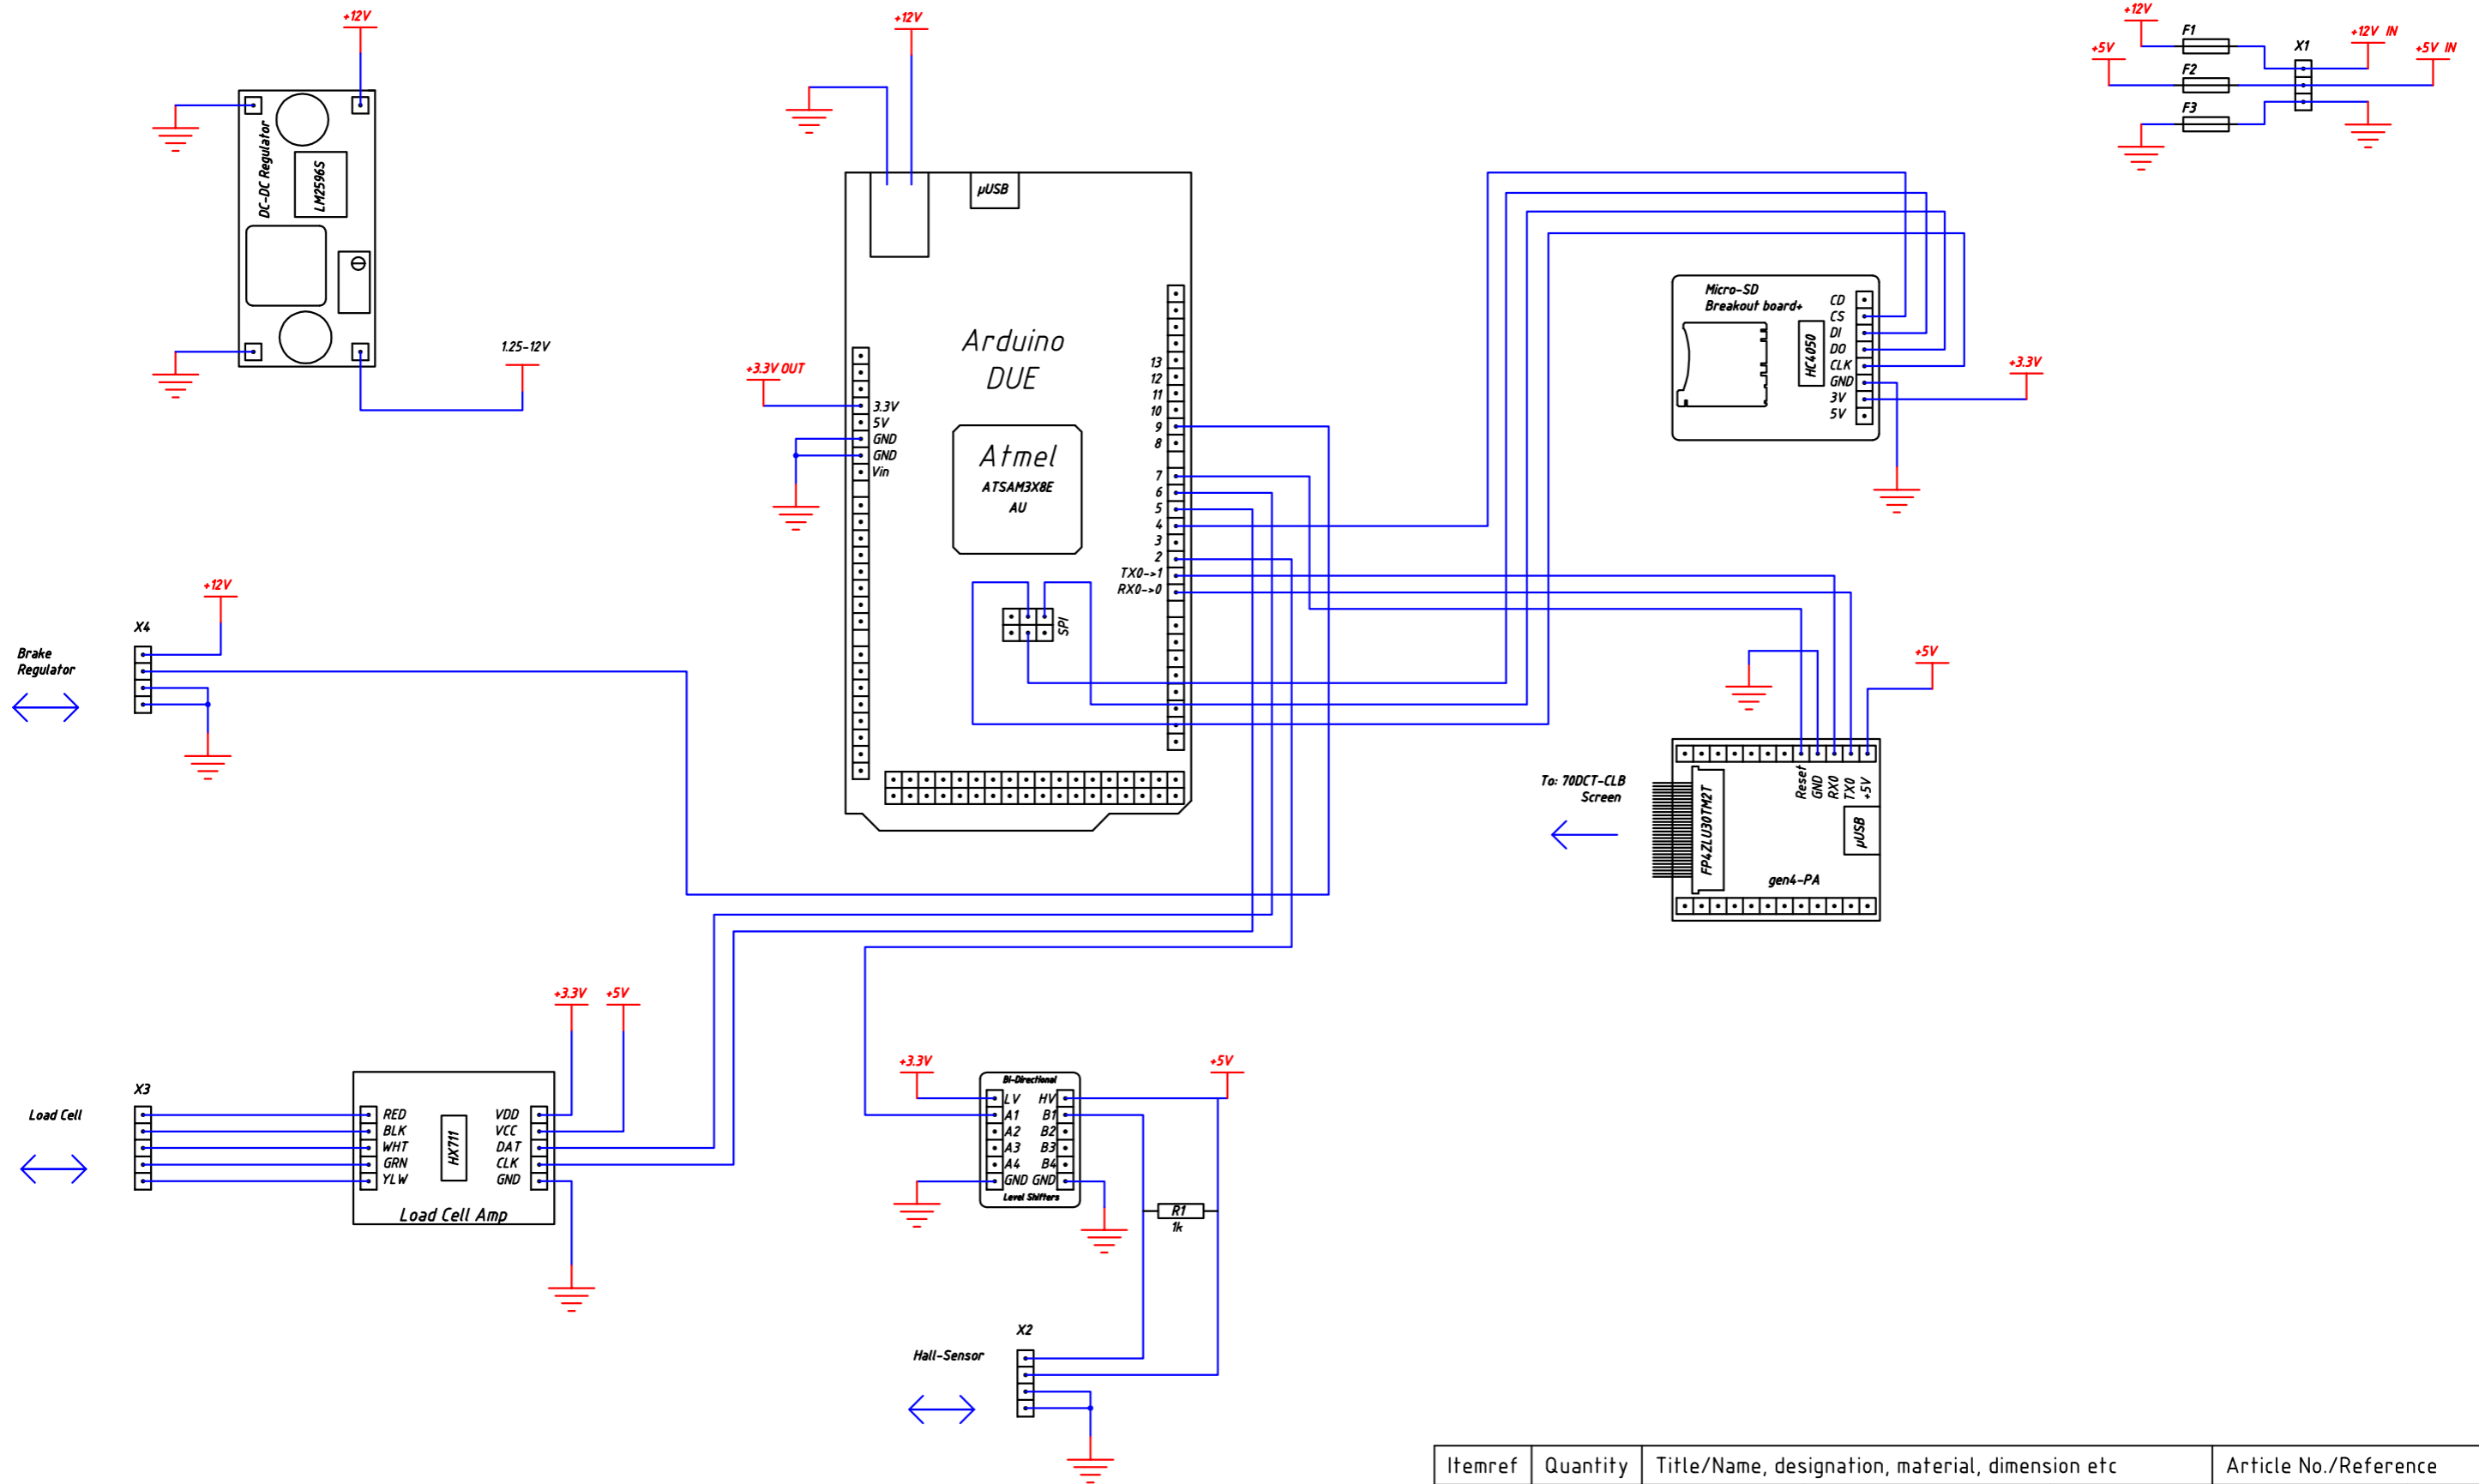 +12V
DC-DC Regulator
LM2596S
1.25-12V
+12V
µUSB
Arduino
DUE
+3.3V OUT
3.3V
5V
GND
GND
Vin
Atmel
ATSAM3X8E
AU
13
12
11
10
9
8
7
6
5
4
3
2
TX0->1
RX0->0
SPI
+12V
+5V
F1
F2
F3
X1
+12V IN
+5V IN
Micro-SD
Breakout board+
HC4050
CD
CS
DI
DO
CLK
GND
3V
5V
+3.3V
+12V
X4
Brake
Regulator
+5V
To: 70DCT-CLB
Screen
Reset
GND
RX0
TX0
+5V
FP4ZLU30TM2T
µUSB
gen4-PA
+3.3V
+5V
X3
Load Cell
RED
BLK
WHT
GRN
YLW
HX711
VDD
VCC
DAT
CLK
GND
Load Cell Amp
+3.3V
+5V
Bi-Directional
LV HV
A1 B1
A2 B2
A3 B3
A4 B4
GND GND
Level Shifters
R1
1k
X2
Hall-Sensor
Itemref Quantity Title/Name, designation, material, dimension etc Article No./Reference